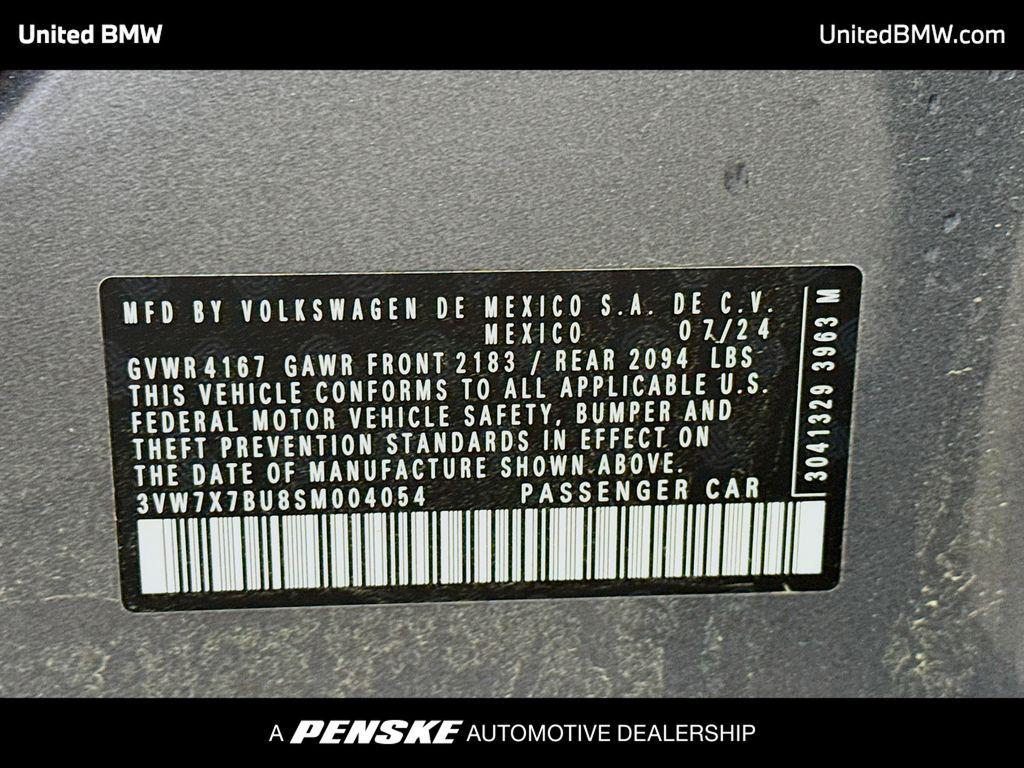 United BMW
UnitedBMW.com
MFD BY VOLKSWAGEN DE MEXICO S.A. DE C.V.
MEXICO 07/24
GVWR 4167 GAWR FRONT 2183 / REAR 2094 LBS
THIS VEHICLE CONFORMS TO ALL APPLICABLE U.S.
FEDERAL MOTOR VEHICLE SAFETY, BUMPER AND
THEFT PREVENTION STANDARDS IN EFFECT ON
THE DATE OF MANUFACTURE SHOWN ABOVE.
3VW7X7BU8SM004054 PASSENGER CAR
3041329 3963 M
A PENSKE AUTOMOTIVE DEALERSHIP